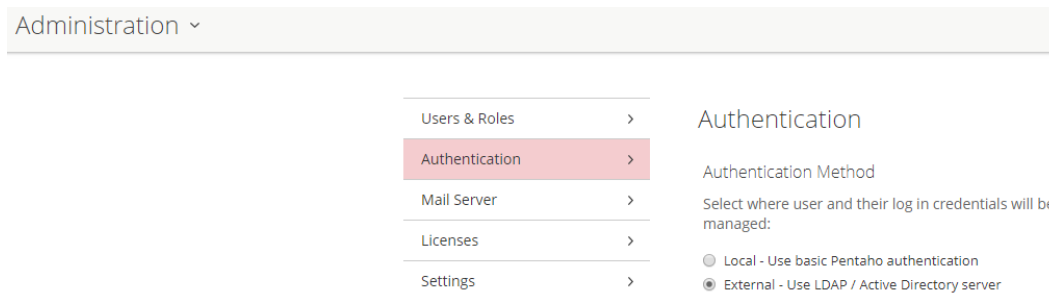 Administration
Users & Roles
Authentication
Mail Server
Licenses
Settings
Authentication
Authentication Method
Select where user and their log in credentials will be
managed:
Local - Use basic Pentaho authentication
External - Use LDAP / Active Directory server